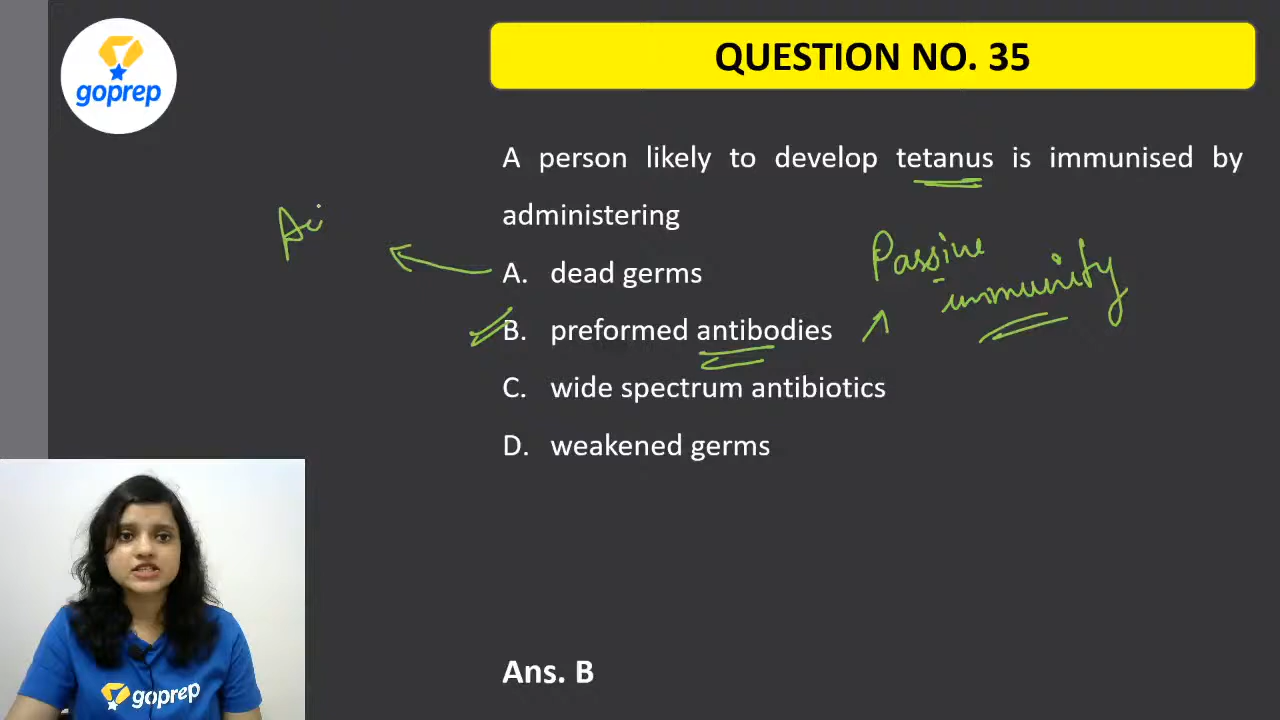 goprep
QUESTION NO. 35
A person likely to develop tetanus is immunised by
administering
A. dead germs
B. preformed antibodies
C. wide spectrum antibiotics
D. weakened germs
Passive
immunity
Ans. B
goprep